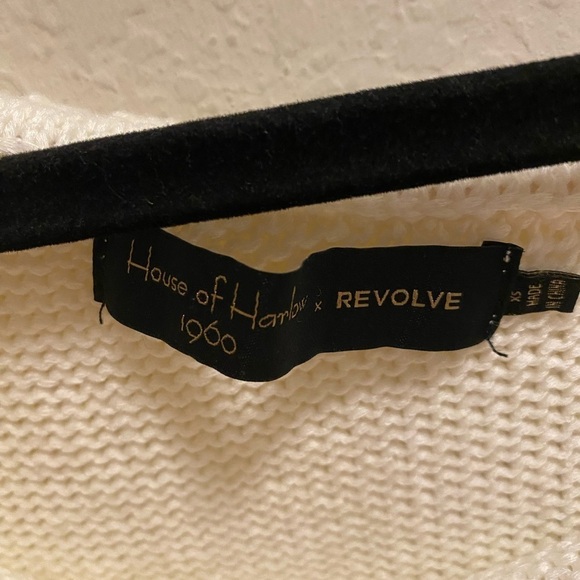 House of Harlow x REVOLVE
1960
XS
MADE
IN CHINA